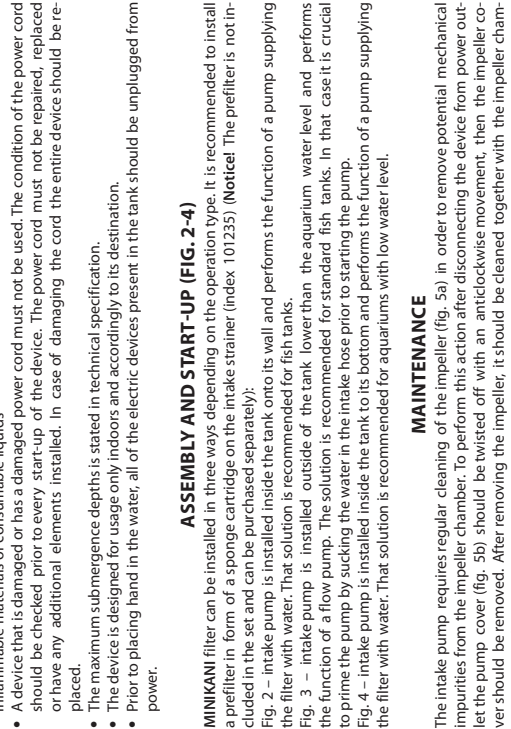 • A device that is damaged or has a damaged power cord must not be used. The condition of the power cord
should be checked prior to every start-up of the device. The power cord must not be repaired, replaced
or have any additional elements installed. In case of damaging the cord the entire device should be re-
placed.
• The maximum submergence depths is stated in technical specification.
• The device is designed for usage only indoors and accordingly to its destination.
• Prior to placing hand in the water, all of the electric devices present in the tank should be unplugged from
power.
ASSEMBLY AND START-UP (FIG. 2-4)
MINIKANI filter can be installed in three ways depending on the operation type. It is recommended to install
a prefilter in form of a sponge cartridge on the intake strainer (index 101235) (Notice! The prefilter is not in-
cluded in the set and can be purchased separately):
Fig. 2 – intake pump is installed inside the tank onto its wall and performs the function of a pump supplying
the filter with water. That solution is recommended for fish tanks.
Fig. 3 – intake pump is installed outside of the tank lower than the aquarium water level and performs
the function of a flow pump. The solution is recommended for standard fish tanks. In that case it is crucial
to prime the pump by sucking the water in the intake hose prior to starting the pump.
Fig. 4 – intake pump is installed inside the tank to its bottom and performs the function of a pump supplying
the filter with water. That solution is recommended for aquariums with low water level.
MAINTENANCE
The intake pump requires regular cleaning of the impeller (fig. 5a) in order to remove potential mechanical
impurities from the impeller chamber. To perform this action after disconnecting the device from power out-
let the pump cover (fig. 5b) should be twisted off with an anticlockwise movement, then the impeller co-
ver should be removed. After removing the impeller, it should be cleaned together with the impeller cham-